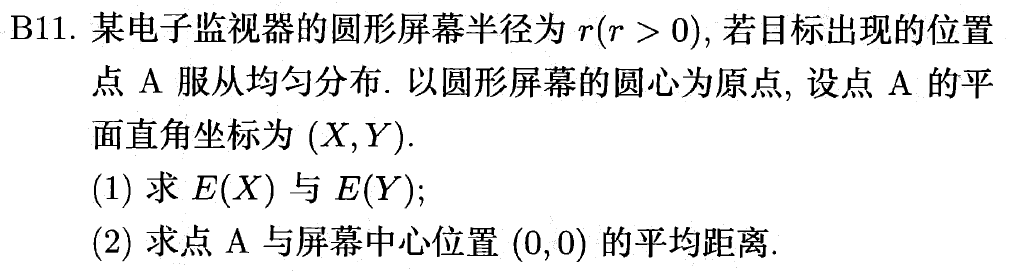 B11. 某电子监视器的圆形屏幕半径为 r(r > 0), 若目标出现的位置
点 A 服从均匀分布. 以圆形屏幕的圆心为原点, 设点 A 的平
面直角坐标为 (X, Y).
(1) 求 E(X) 与 E(Y);
(2) 求点 A 与屏幕中心位置 (0, 0) 的平均距离.